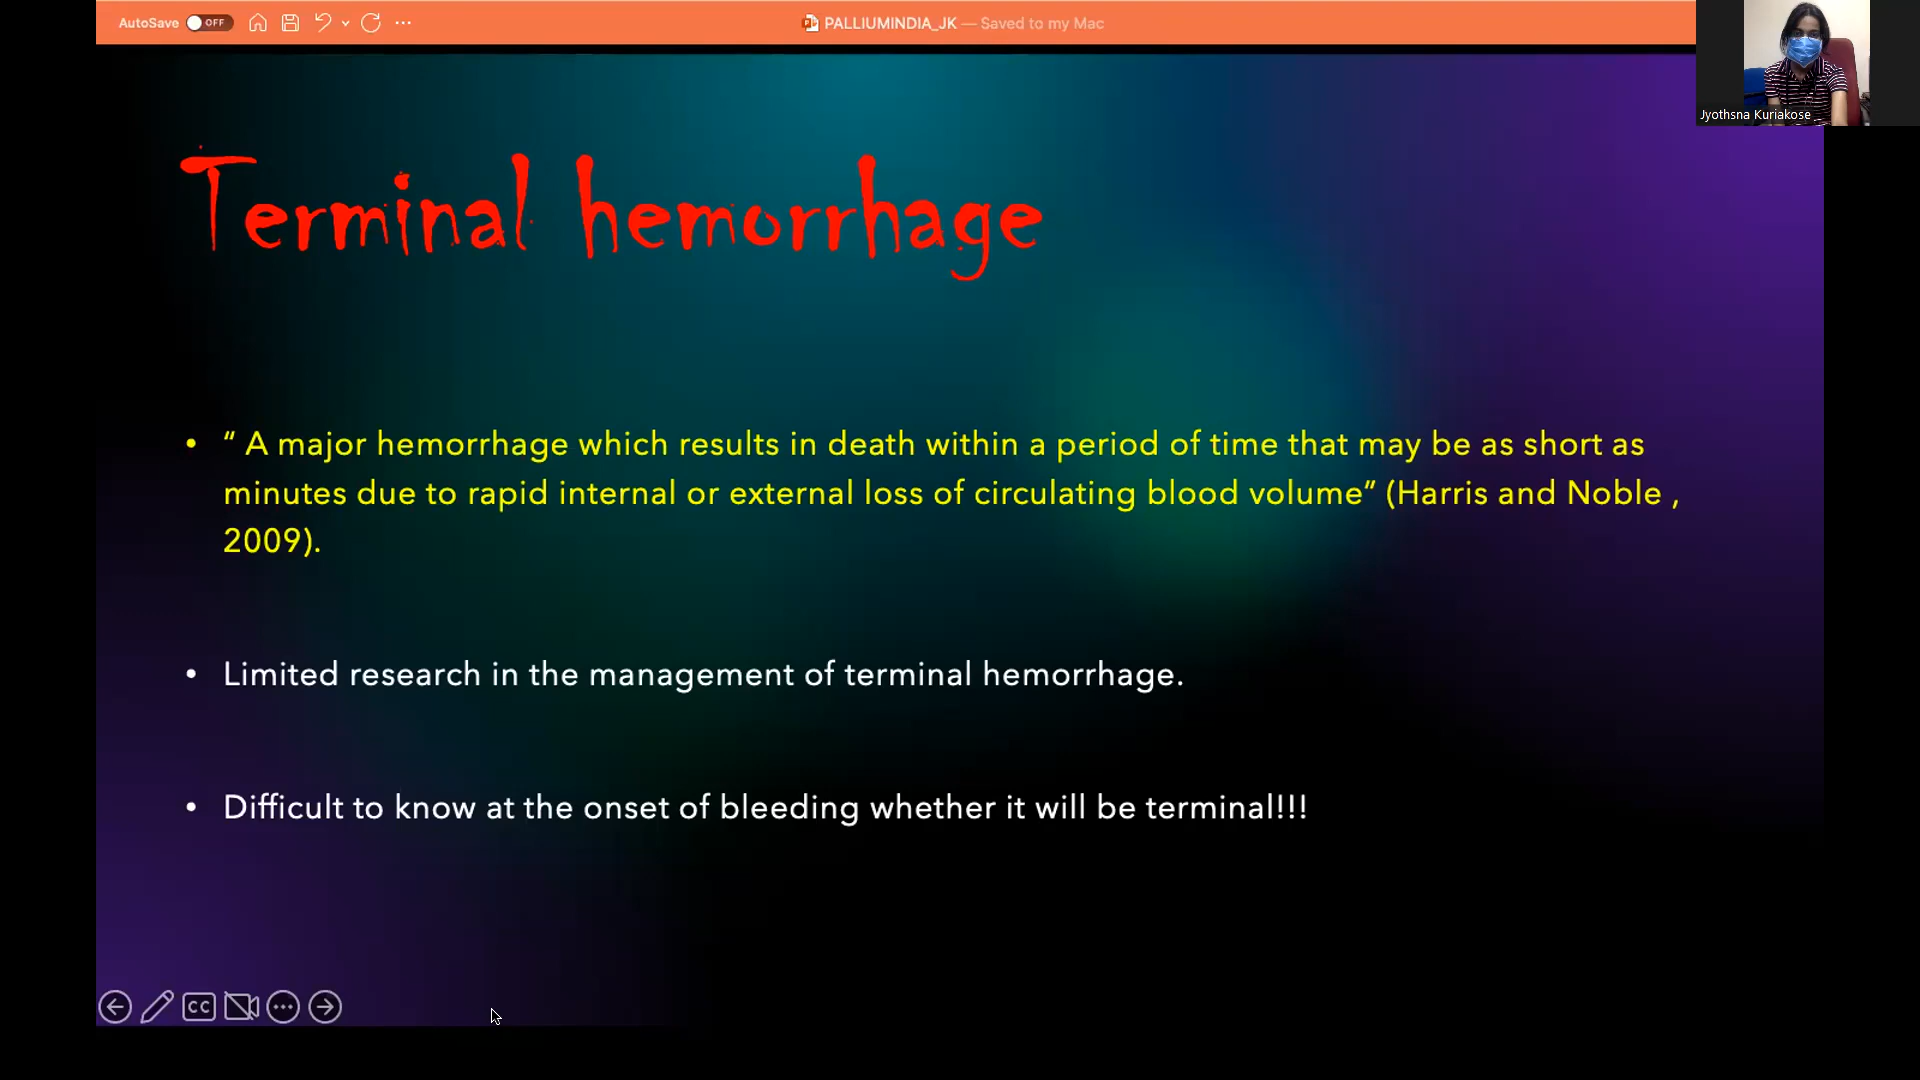 AutoSave OFF PALLIUMINDIA_JK — Saved to my Mac
Jyothsna Kuriakose
Terminal hemorrhage
• “ A major hemorrhage which results in death within a period of time that may be as short as
minutes due to rapid internal or external loss of circulating blood volume” (Harris and Noble ,
2009).
• Limited research in the management of terminal hemorrhage.
• Difficult to know at the onset of bleeding whether it will be terminal!!!
CC